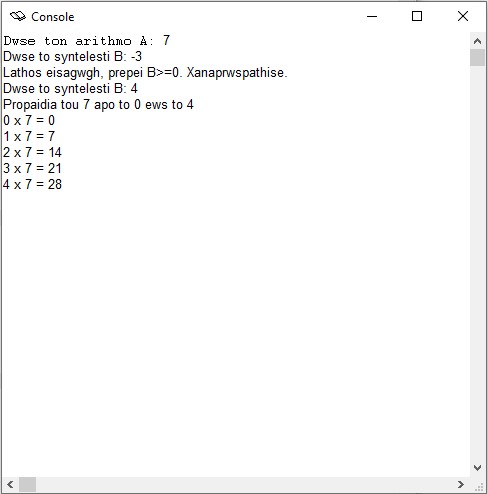 Console
Dwse ton arithmo A: 7
Dwse to syntelesti B: -3
Lathos eisagwgh, prepei B>=0. Xanaprwspathise.
Dwse to syntelesti B: 4
Propaidia tou 7 apo to 0 ews to 4
0 x 7 = 0
1 x 7 = 7
2 x 7 = 14
3 x 7 = 21
4 x 7 = 28